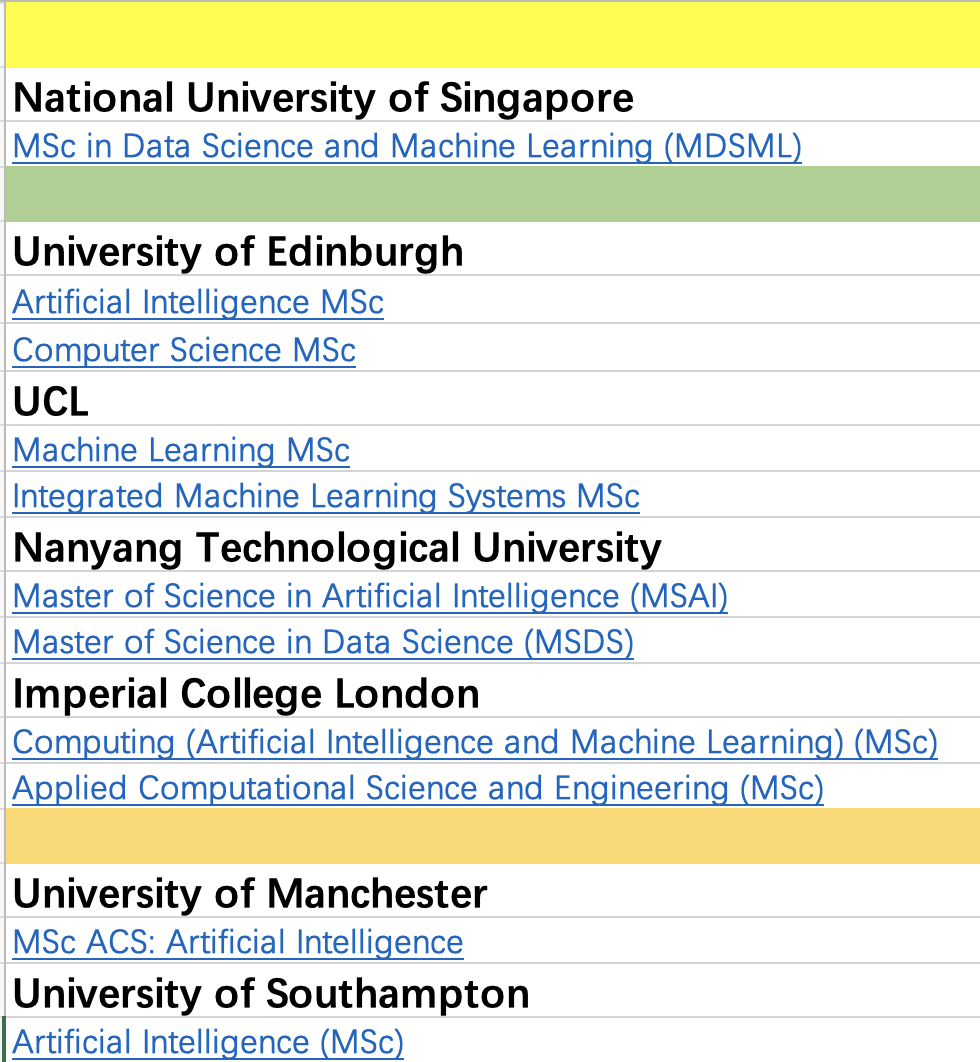 National University of Singapore
MSc in Data Science and Machine Learning (MDSML)
University of Edinburgh
Artificial Intelligence MSc
Computer Science MSc
UCL
Machine Learning MSc
Integrated Machine Learning Systems MSc
Nanyang Technological University
Master of Science in Artificial Intelligence (MSAI)
Master of Science in Data Science (MSDS)
Imperial College London
Computing (Artificial Intelligence and Machine Learning) (MSc)
Applied Computational Science and Engineering (MSc)
University of Manchester
MSc ACS: Artificial Intelligence
University of Southampton
Artificial Intelligence (MSc)